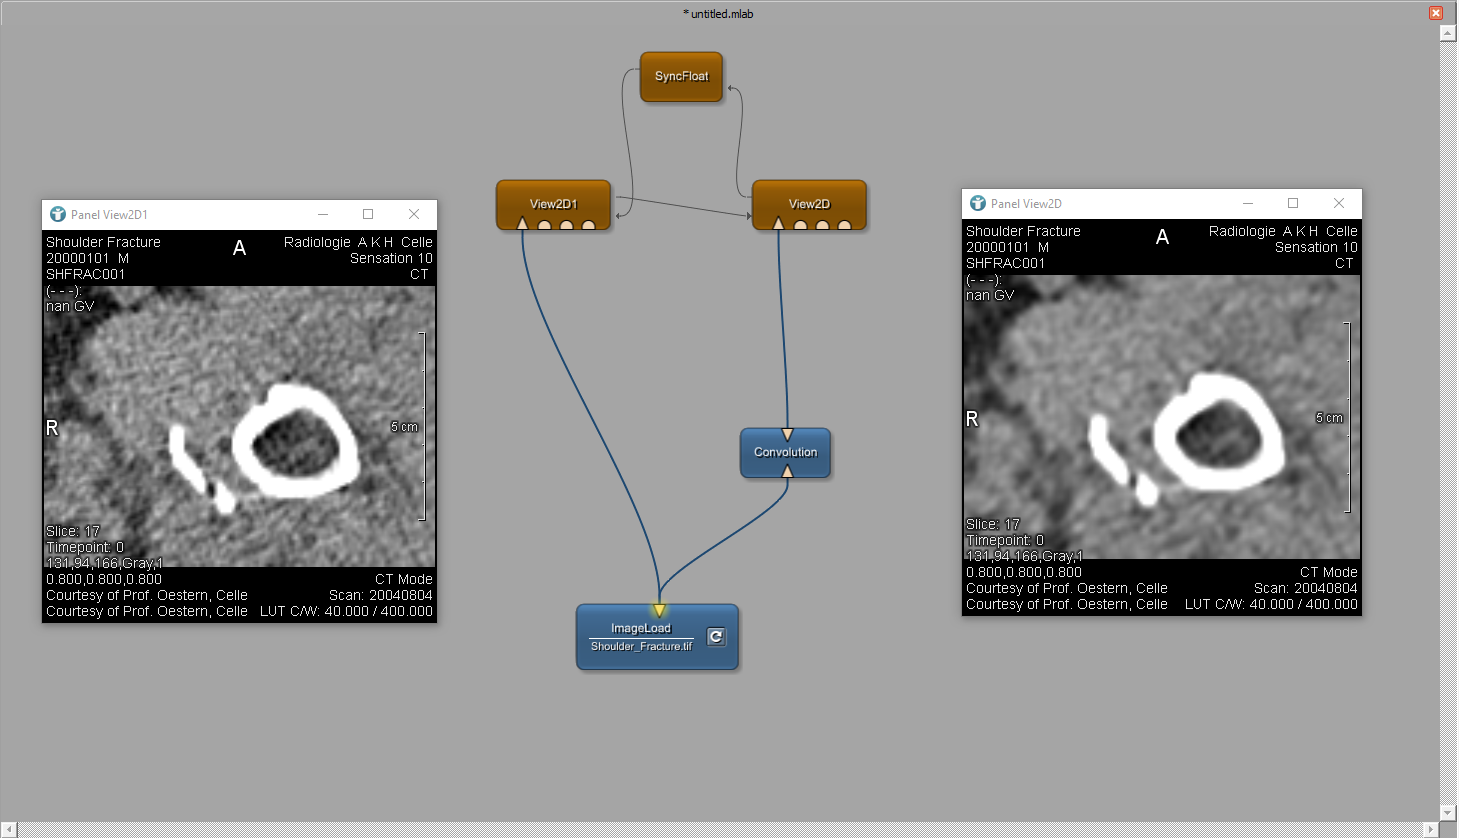 * untitled.mlab
SyncFloat
View2D1
View2D
Convolution
ImageLoad
Shoulder_Fracture.tif
Panel View2D1
Shoulder Fracture
20000101 M
SHFRAC001
(- - -):
nan GV
A
Radiologie A K H Celle
Sensation 10
CT
R
5 cm
Slice: 17
Timepoint: 0
131,94,166,Gray,1
0.800,0.800,0.800
Courtesy of Prof. Oestern, Celle
Courtesy of Prof. Oestern, Celle
CT Mode
Scan: 20040804
LUT C/W: 40.000 / 400.000
Panel View2D
Shoulder Fracture
20000101 M
SHFRAC001
(- - -):
nan GV
A
Radiologie A K H Celle
Sensation 10
CT
R
5 cm
Slice: 17
Timepoint: 0
131,94,166,Gray,1
0.800,0.800,0.800
Courtesy of Prof. Oestern, Celle
Courtesy of Prof. Oestern, Celle
CT Mode
Scan: 20040804
LUT C/W: 40.000 / 400.000